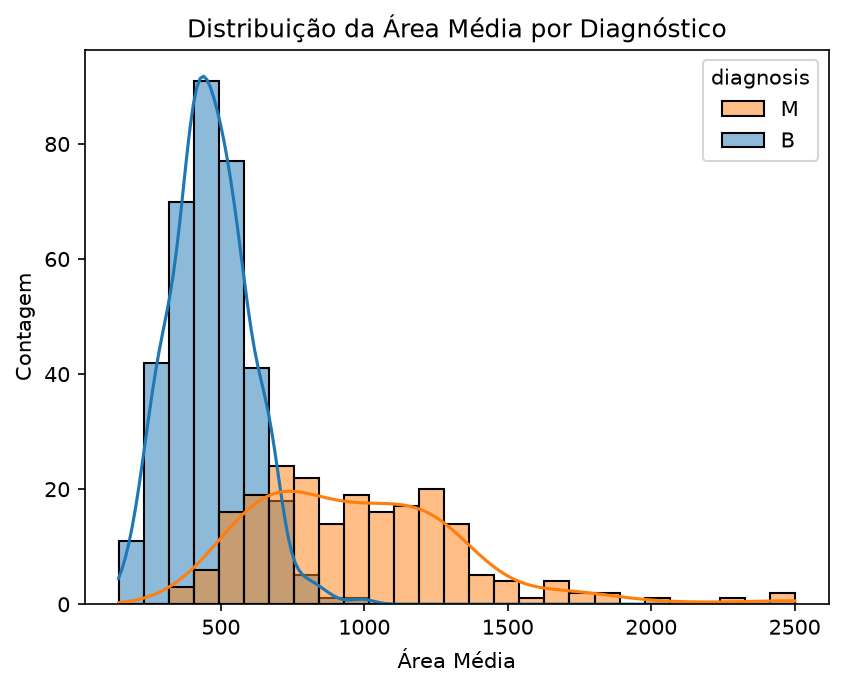 Distribuição da Área Média por Diagnóstico
diagnosis
M
B
Contagem
80
60
40
20
0
500
1000
1500
2000
2500
Área Média